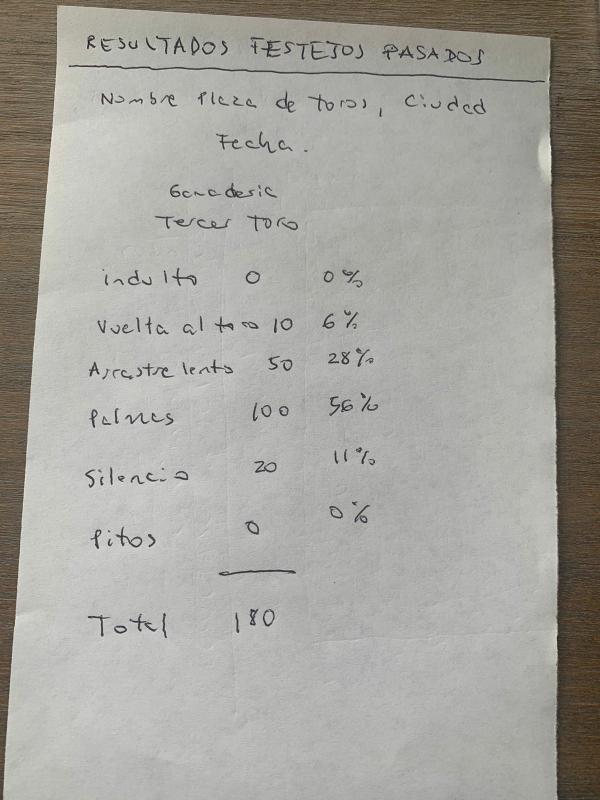 RESULTADOS FESTEJOS PASADOS
Nombre Plaza de toros, Ciudad
Fecha.
Ganaderia
Tercer Toro
indulto 0 0%
Vuelta al toro 10 6%
Arrastre lento 50 28%
Palmas 100 56%
Silencio 20 11%
Pitos 0 0%
Total 180